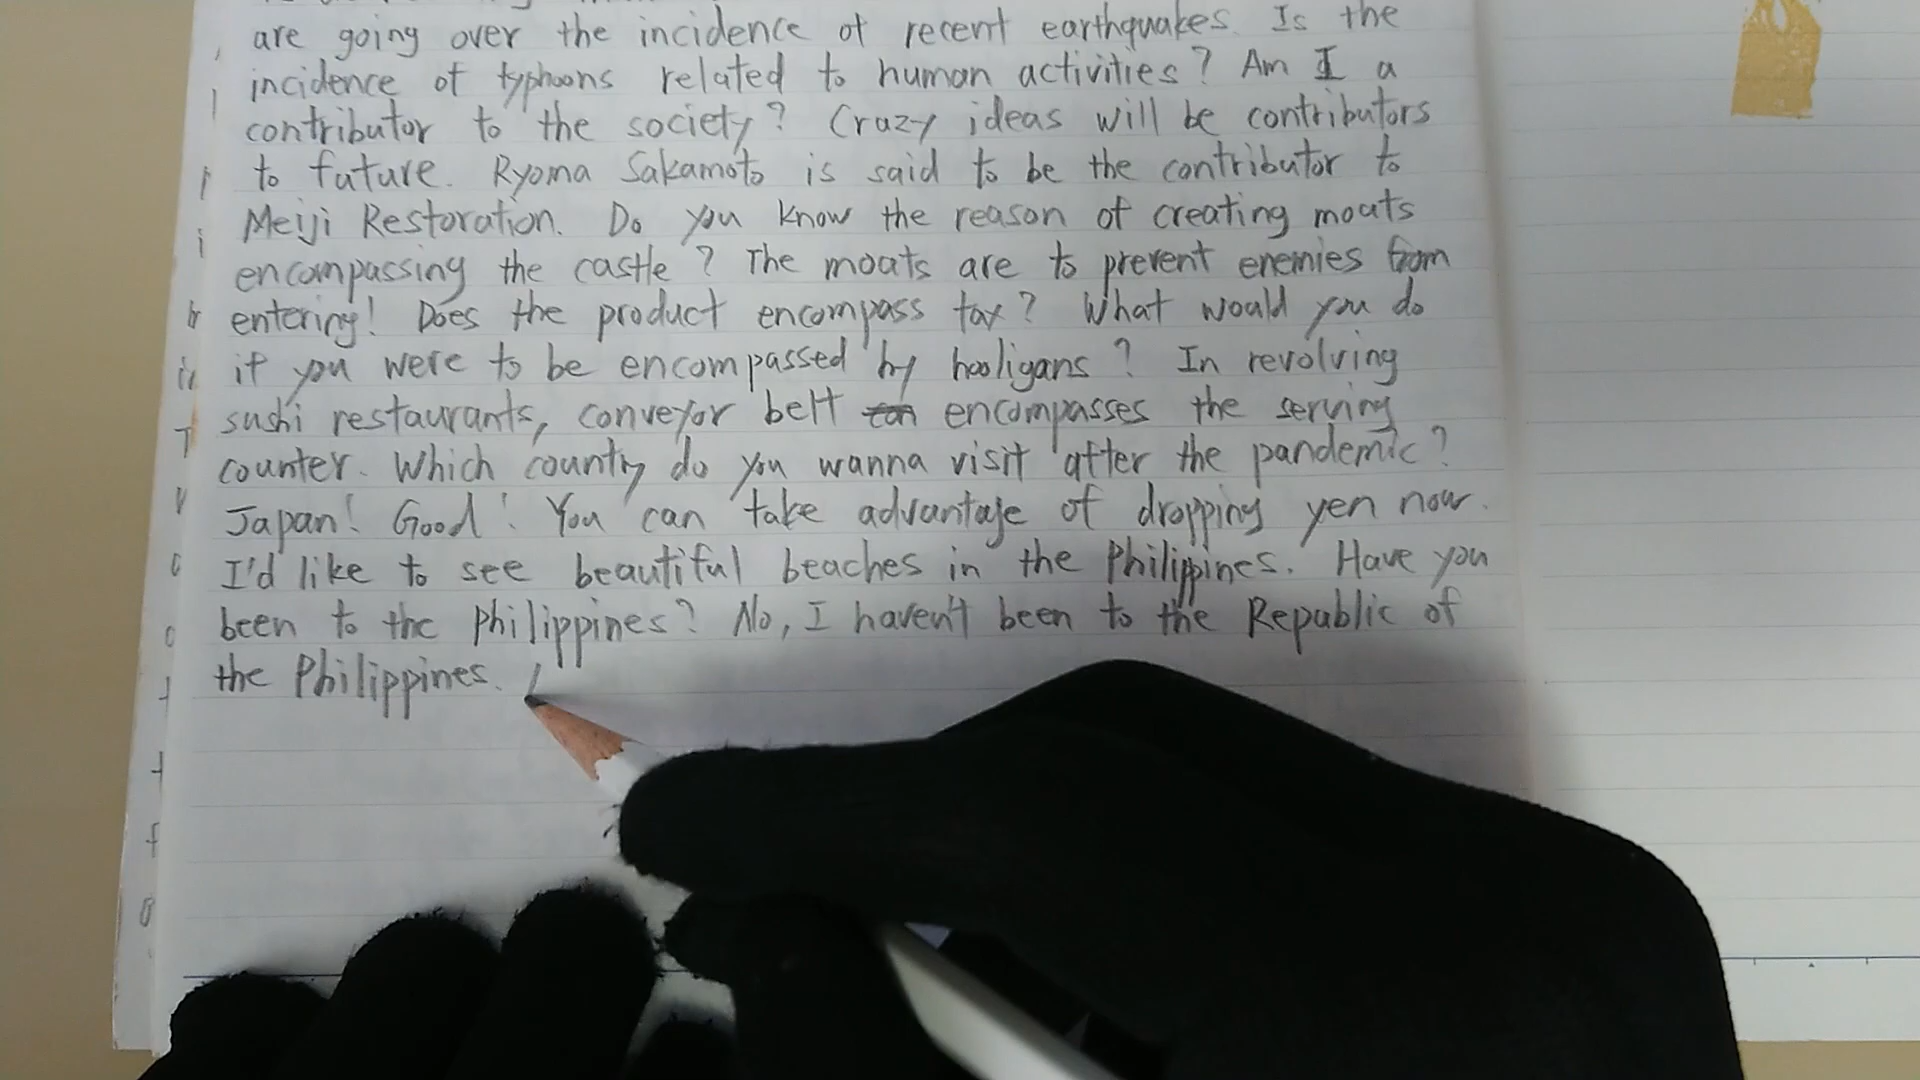 are going over the incidence of recent earthquakes. Is the
incidence of typhoons related to human activities? Am I a
contributor to the society? Crazy ideas will be contributors
to future. Ryoma Sakamoto is said to be the contributor to
Meiji Restoration. Do you know the reason of creating moats
encompassing the castle? The moats are to prevent enemies from
entering! Does the product encompass tax? What would you do
if you were to be encompassed by hooligans? In revolving
sushi restaurants, conveyor belt encompasses the serving
counter. Which country do you wanna visit after the pandemic?
Japan! Good! You can take advantage of dropping yen now.
I'd like to see beautiful beaches in the Philippines. Have you
been to the Philippines? No, I haven't been to the Republic of
the Philippines.